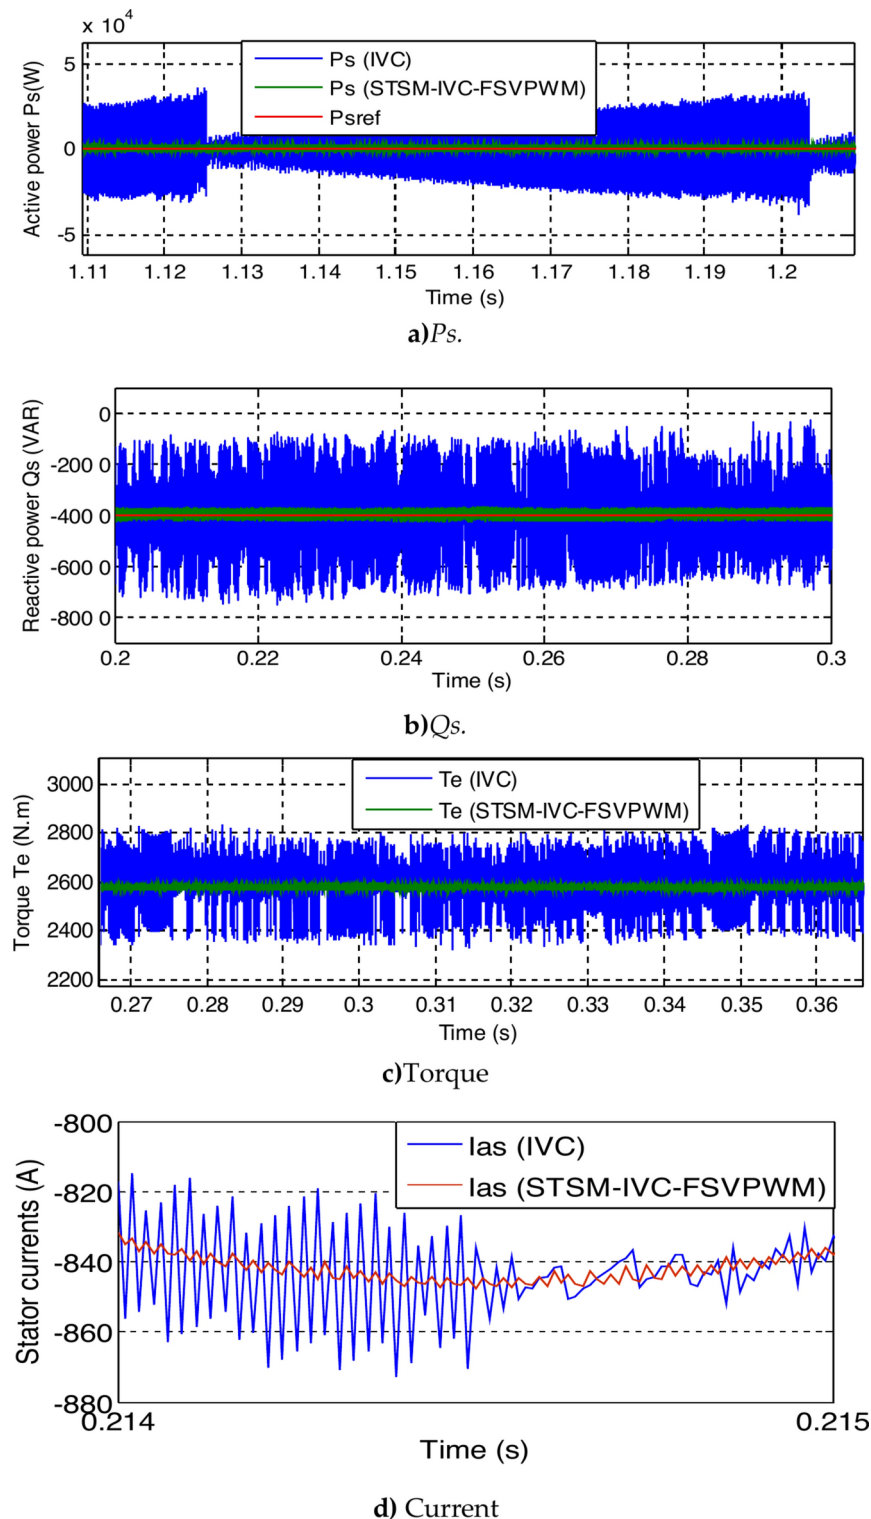 x 10^4
Active power Ps(W)
5
0
-5
Ps (IVC)
Ps (STSM-IVC-FSVPWM)
Psref
1.11 1.12 1.13 1.14 1.15 1.16 1.17 1.18 1.19 1.2
Time (s)
a)Ps.
Reactive power Qs (VAR)
0
-200 0
-400 0
-600 0
-800 0
0.2 0.22 0.24 0.26 0.28 0.3
Time (s)
b)Qs.
Torque Te (N.m)
3000
2800
2600
2400
2200
Te (IVC)
Te (STSM-IVC-FSVPWM)
0.27 0.28 0.29 0.3 0.31 0.32 0.33 0.34 0.35 0.36
Time (s)
c)Torque
Stator currents (A)
-800
-820
-840
-860
-880
Ias (IVC)
Ias (STSM-IVC-FSVPWM)
0.214 0.215
Time (s)
d) Current